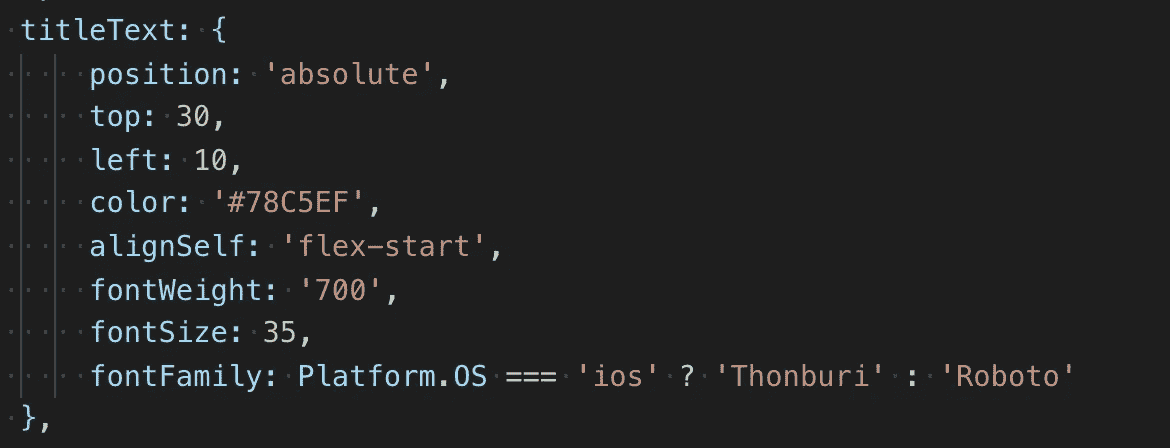 titleText: {
position: 'absolute',
top: 30,
left: 10,
color: '#78C5EF',
alignSelf: 'flex-start',
fontWeight: '700',
fontSize: 35,
fontFamily: Platform.OS === 'ios' ? 'Thonburi' : 'Roboto'
},